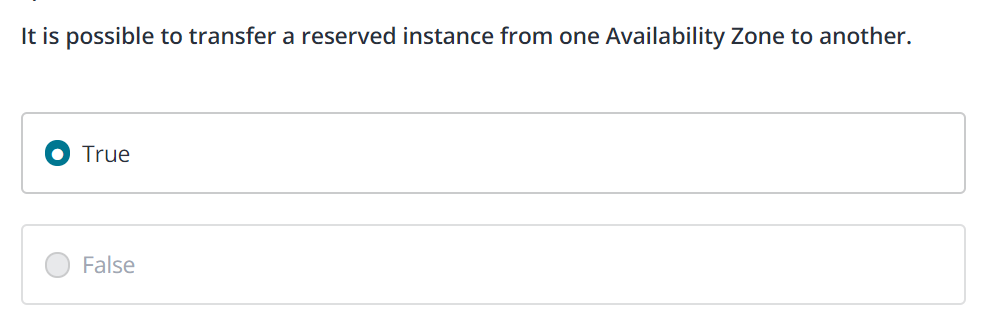 It is possible to transfer a reserved instance from one Availability Zone to another.
True
False